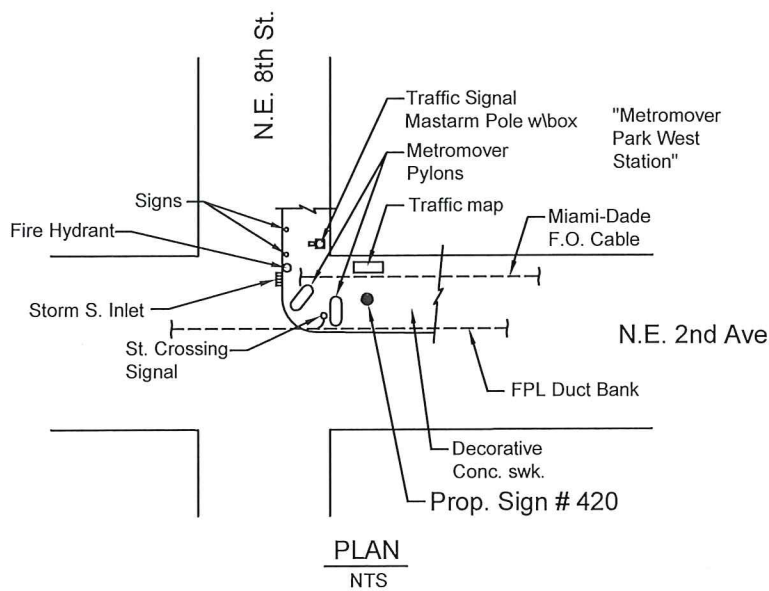 N.E. 8th St.
Traffic Signal
Mastarm Pole w\box
"Metromover
Park West
Station"
Metromover
Pylons
Signs
Traffic map
Miami-Dade
F.O. Cable
Fire Hydrant
Storm S. Inlet
N.E. 2nd Ave
St. Crossing
Signal
FPL Duct Bank
Decorative
Conc. swk.
Prop. Sign # 420
PLAN
NTS